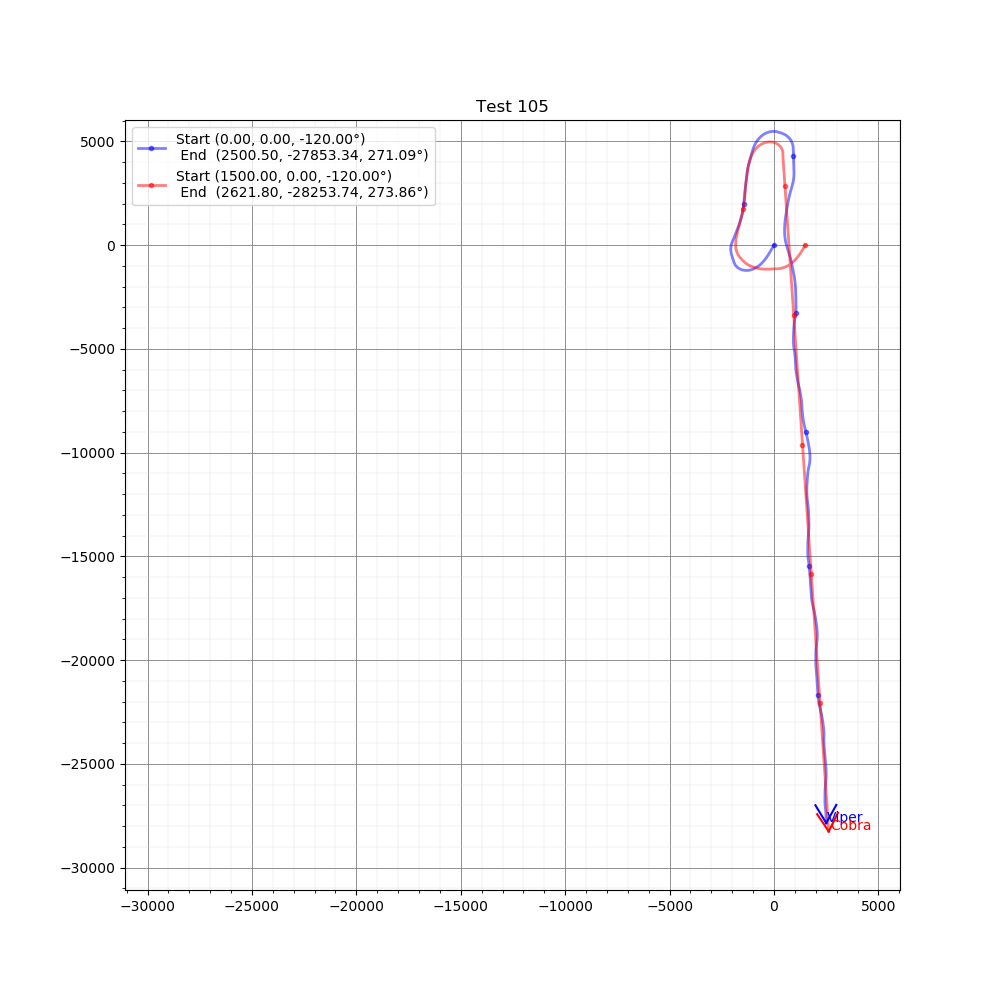 Test 105
Start (0.00, 0.00, -120.00°)
End (2500.50, -27853.34, 271.09°)
Start (1500.00, 0.00, -120.00°)
End (2621.80, -28253.74, 273.86°)
5000
0
−5000
−10000
−15000
−20000
−25000
−30000
Viper
Cobra
−30000 −25000 −20000 −15000 −10000 −5000 0 5000